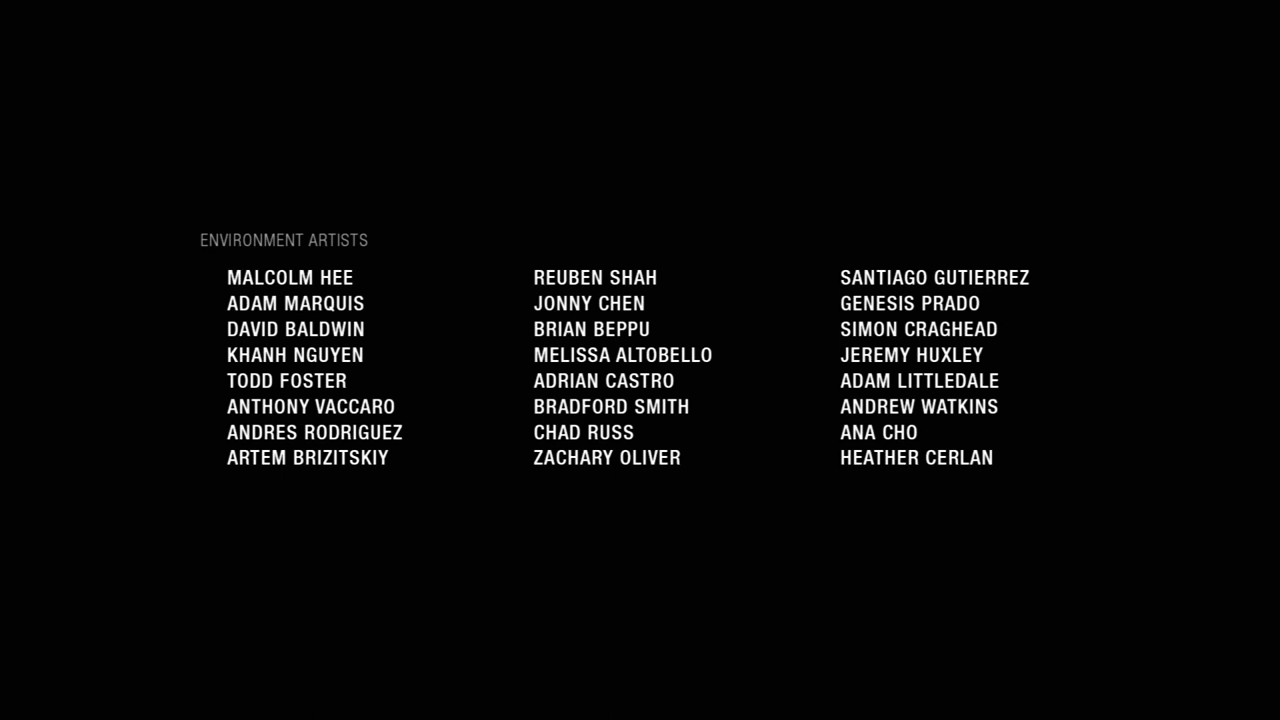 ENVIRONMENT ARTISTS
MALCOLM HEE
ADAM MARQUIS
DAVID BALDWIN
KHANH NGUYEN
TODD FOSTER
ANTHONY VACCARO
ANDRES RODRIGUEZ
ARTEM BRIZITSKIY
REUBEN SHAH
JONNY CHEN
BRIAN BEPPU
MELISSA ALTOBELLO
ADRIAN CASTRO
BRADFORD SMITH
CHAD RUSS
ZACHARY OLIVER
SANTIAGO GUTIERREZ
GENESIS PRADO
SIMON CRAGHEAD
JEREMY HUXLEY
ADAM LITTLEDALE
ANDREW WATKINS
ANA CHO
HEATHER CERLAN